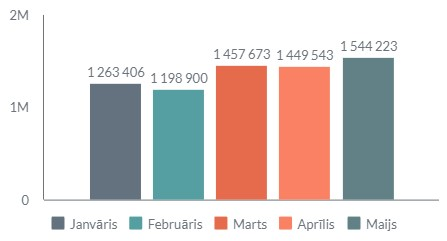 2M
1 544 223
1 457 673
1 449 543
1 263 406
1 198 900
1M
0
Janvāris Februāris Marts Aprīlis Maijs